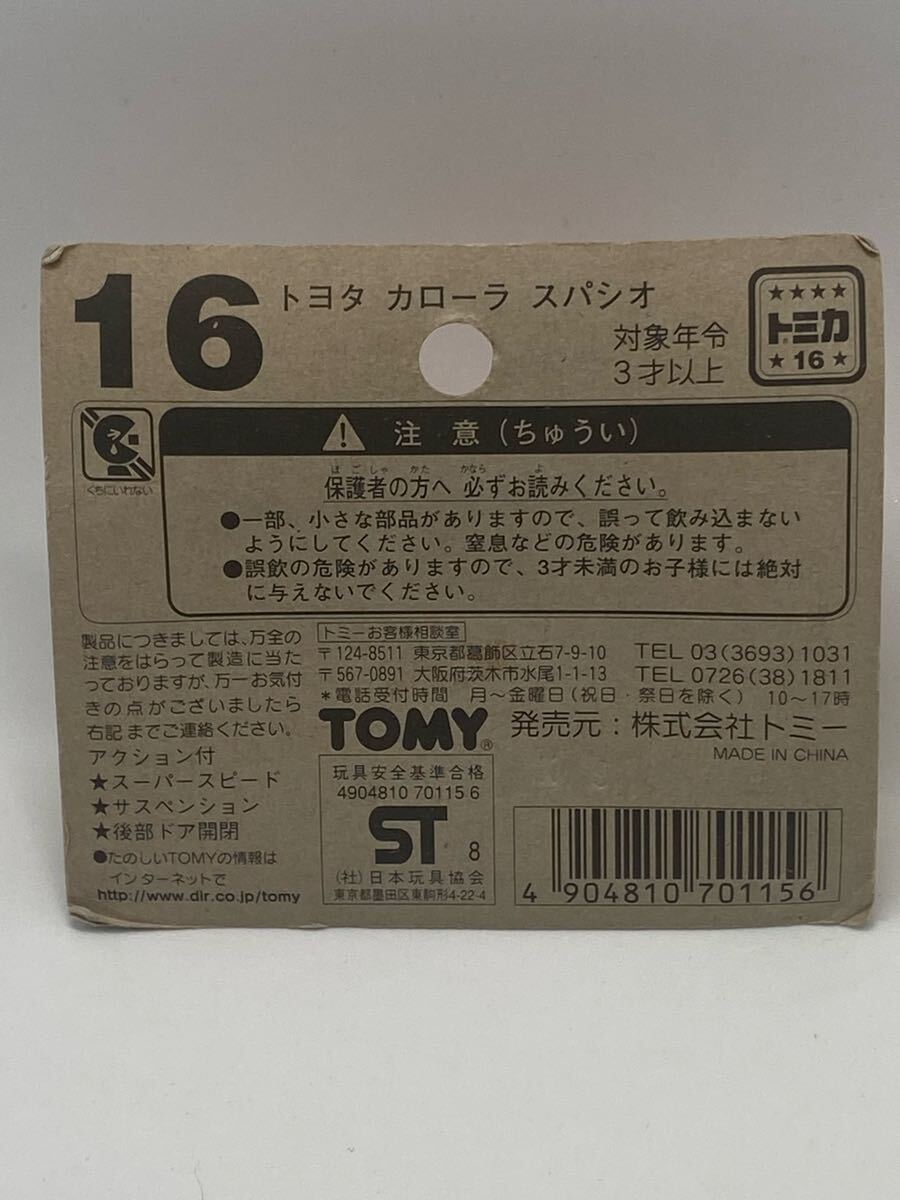 16
トヨタ カローラ スパシオ
対象年令
3才以上
★★★★
トミカ
★16★
くちにいれない
注 意（ちゅうい）
ほごしゃ かた かなら よ
保護者の方へ 必ずお読みください。
●一部、小さな部品がありますので、誤って飲み込まない
ようにしてください。窒息などの危険があります。
●誤飲の危険がありますので、3才未満のお子様には絶対
に与えないでください。
製品につきましては、万全の
注意をはらって製造に当た
っておりますが、万一お気付
きの点がございましたら
右記 までご連絡ください。
アクション付
★スーパースピード
★サスペンション
★後部ドア開閉
●たのしいTOMYの情報は
インターネットで
http://www.dlr.co.jp/tomy
トミーお客様相談室
〒124-8511 東京都葛飾区立石7-9-10 TEL 03(3693)1031
〒567-0891 大阪府茨木市水尾1-1-13 TEL 0726(38)1811
＊電話受付時間 月～金曜日(祝日・祭日を除く) 10～17時
TOMY® 発売元：株式会社トミー
MADE IN CHINA
玩具安全基準合格
4904810 70115 6
ST 8
(社)日本玩具協会
東京都墨田区東駒形4-22-4
4 904810 701156